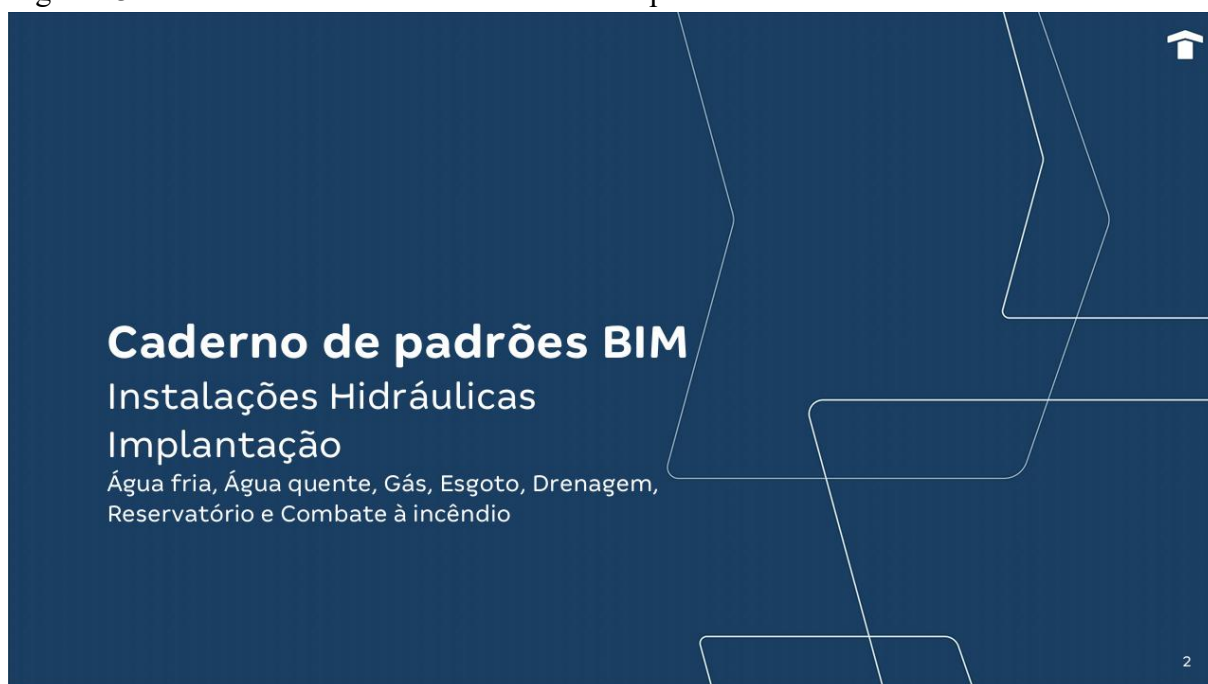 Caderno de padrões BIM
Instalações Hidráulicas
Implantação
Água fria, Água quente, Gás, Esgoto, Drenagem,
Reservatório e Combate à incêndio
2